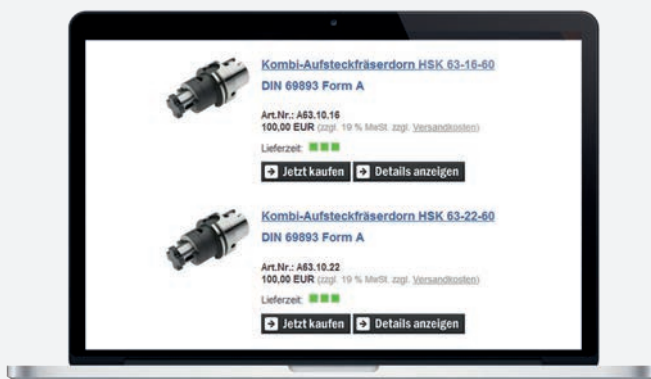 Kombi-Aufsteckfräserdorn HSK 63-16-60
DIN 69893 Form A
Art.Nr.: A63.10.16
100,00 EUR (zzgl. 19 % MwSt. zzgl. Versandkosten)
Lieferzeit:
Jetzt kaufen Details anzeigen
Kombi-Aufsteckfräserdorn HSK 63-22-60
DIN 69893 Form A
Art.Nr.: A63.10.22
100,00 EUR (zzgl. 19 % MwSt. zzgl. Versandkosten)
Lieferzeit:
Jetzt kaufen Details anzeigen